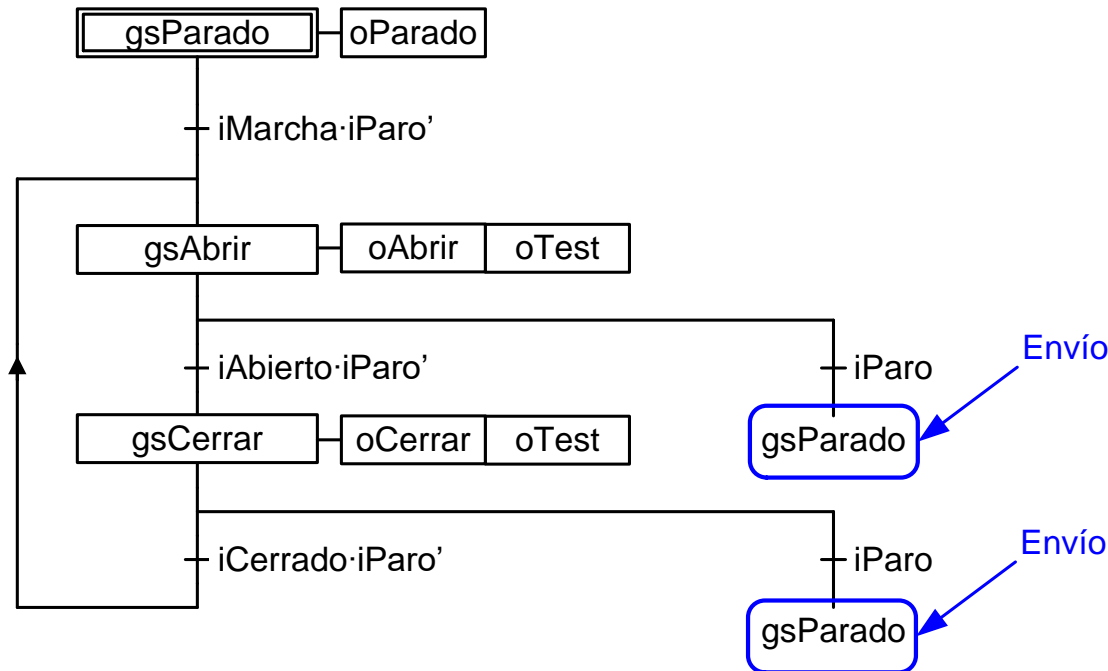 gsParado oParado
iMarcha·iParo’
gsAbrir oAbrir oTest
Envío
iAbierto·iParo’ iParo
gsCerrar oCerrar oTest gsParado
Envío
iCerrado·iParo’ iParo
gsParado